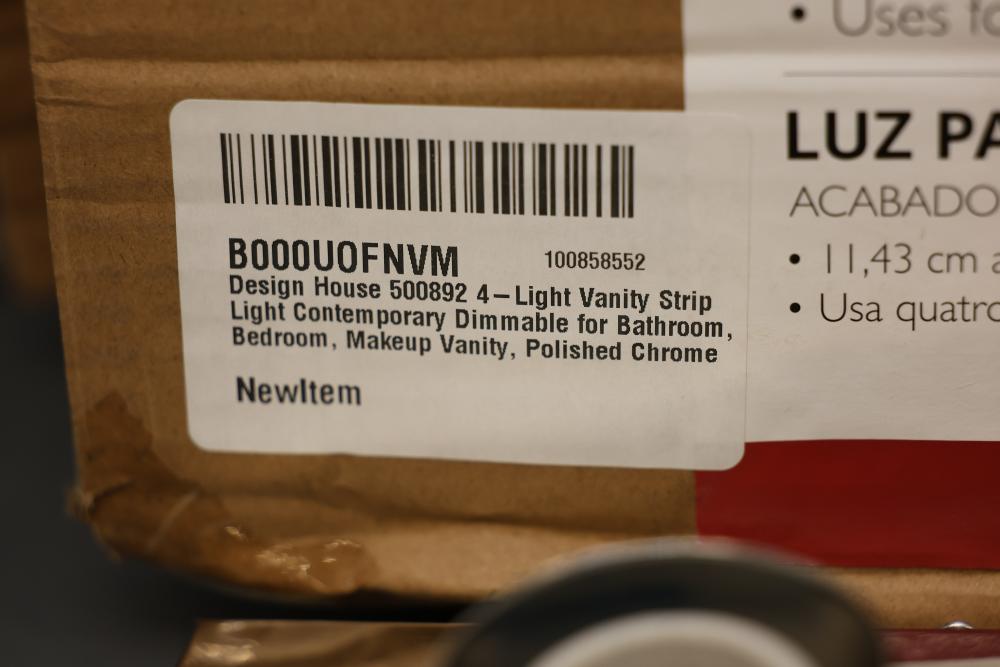 • Uses
B000UOFNVM 100858552
Design House 500892 4-Light Vanity Strip
Light Contemporary Dimmable for Bathroom,
Bedroom, Makeup Vanity, Polished Chrome
NewItem
LUZ PA
ACABADO
• 11,43 cm a
• Usa quatro